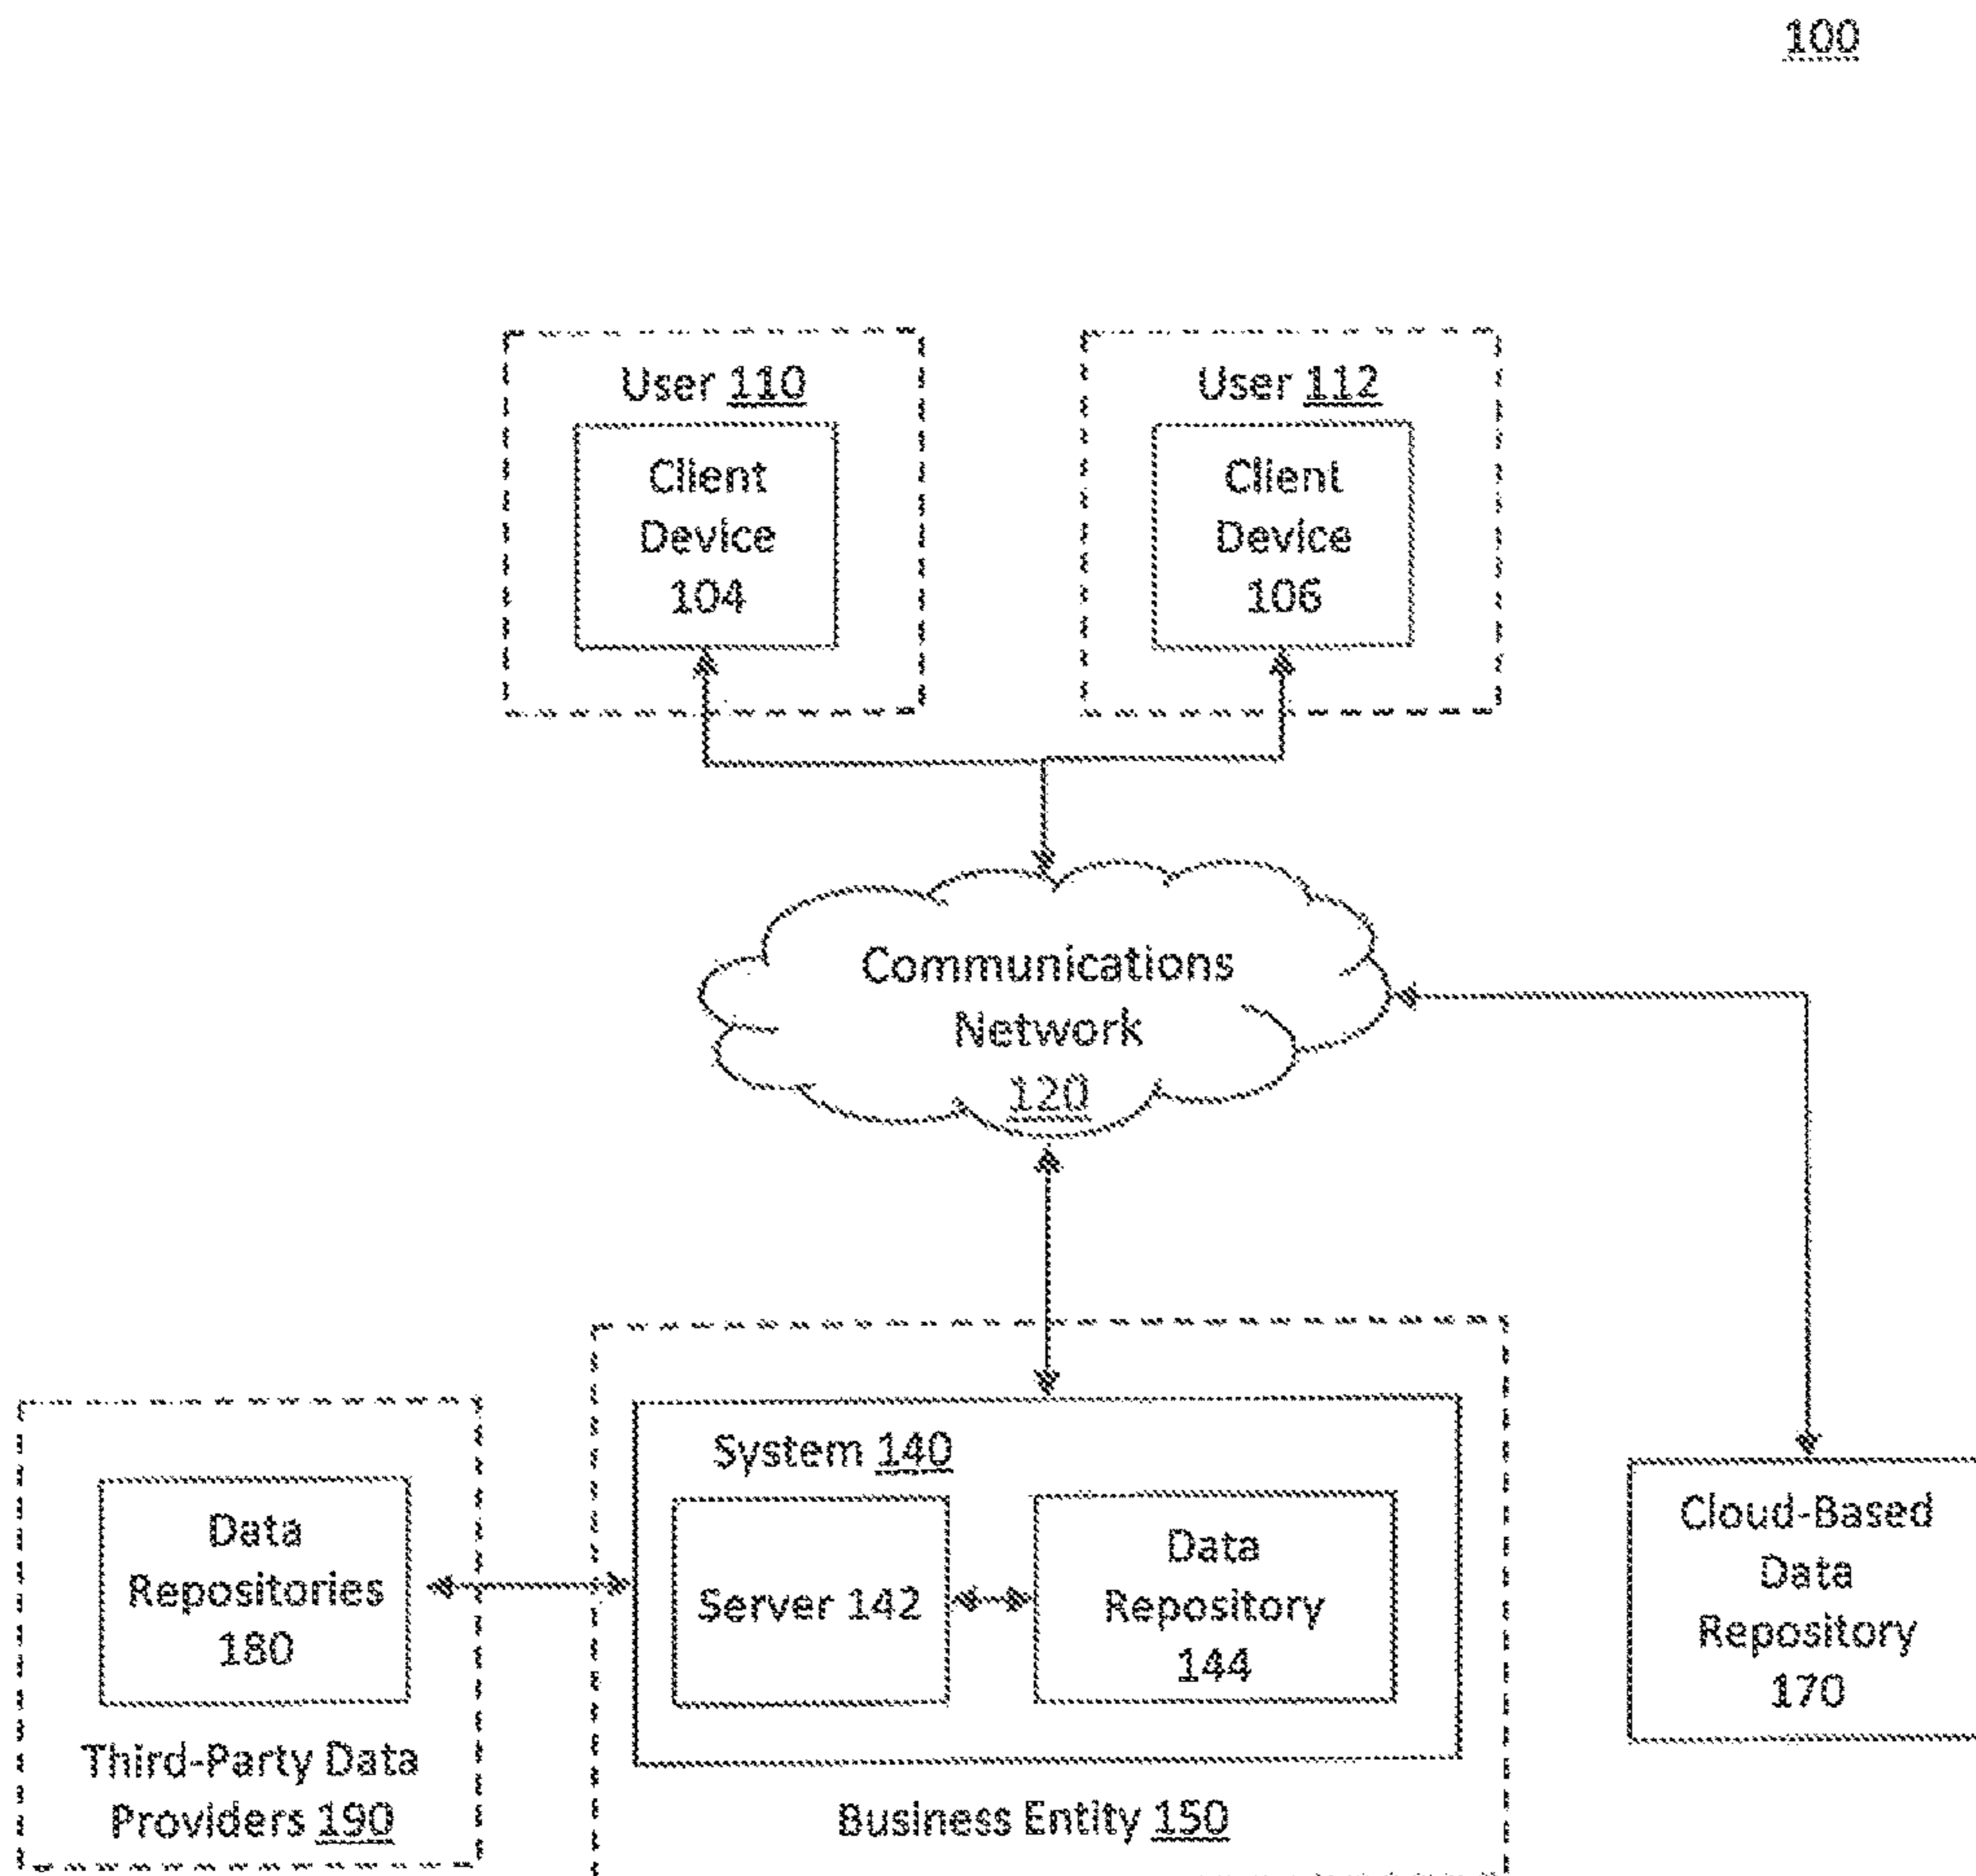 100
User 110
Client
Device
104
User 112
Client
Device
106
Communications
Network
120
System 140
Server 142
Data
Repository
144
Business Entity 150
Data
Repositories
180
Third-Party Data
Providers 190
Cloud-Based
Data
Repository
170